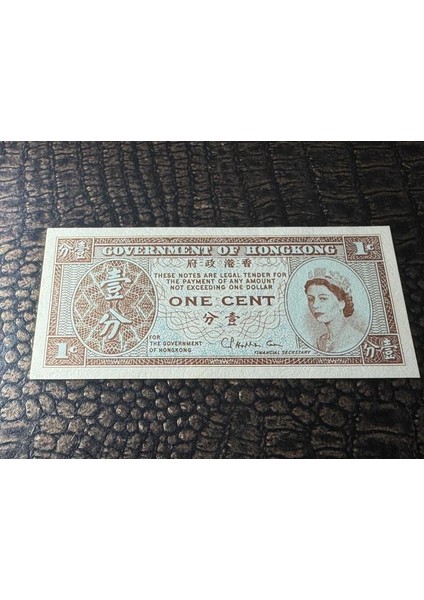 GOVERNMENT OF HONGKONG
分壹
1¢
府政港香
THESE NOTES ARE LEGAL TENDER FOR
THE PAYMENT OF ANY AMOUNT
NOT EXCEEDING ONE DOLLAR
壹分
ONE CENT
分壹
FOR
THE GOVERNMENT
OF HONGKONG
FINANCIAL SECRETARY
1¢
分壹